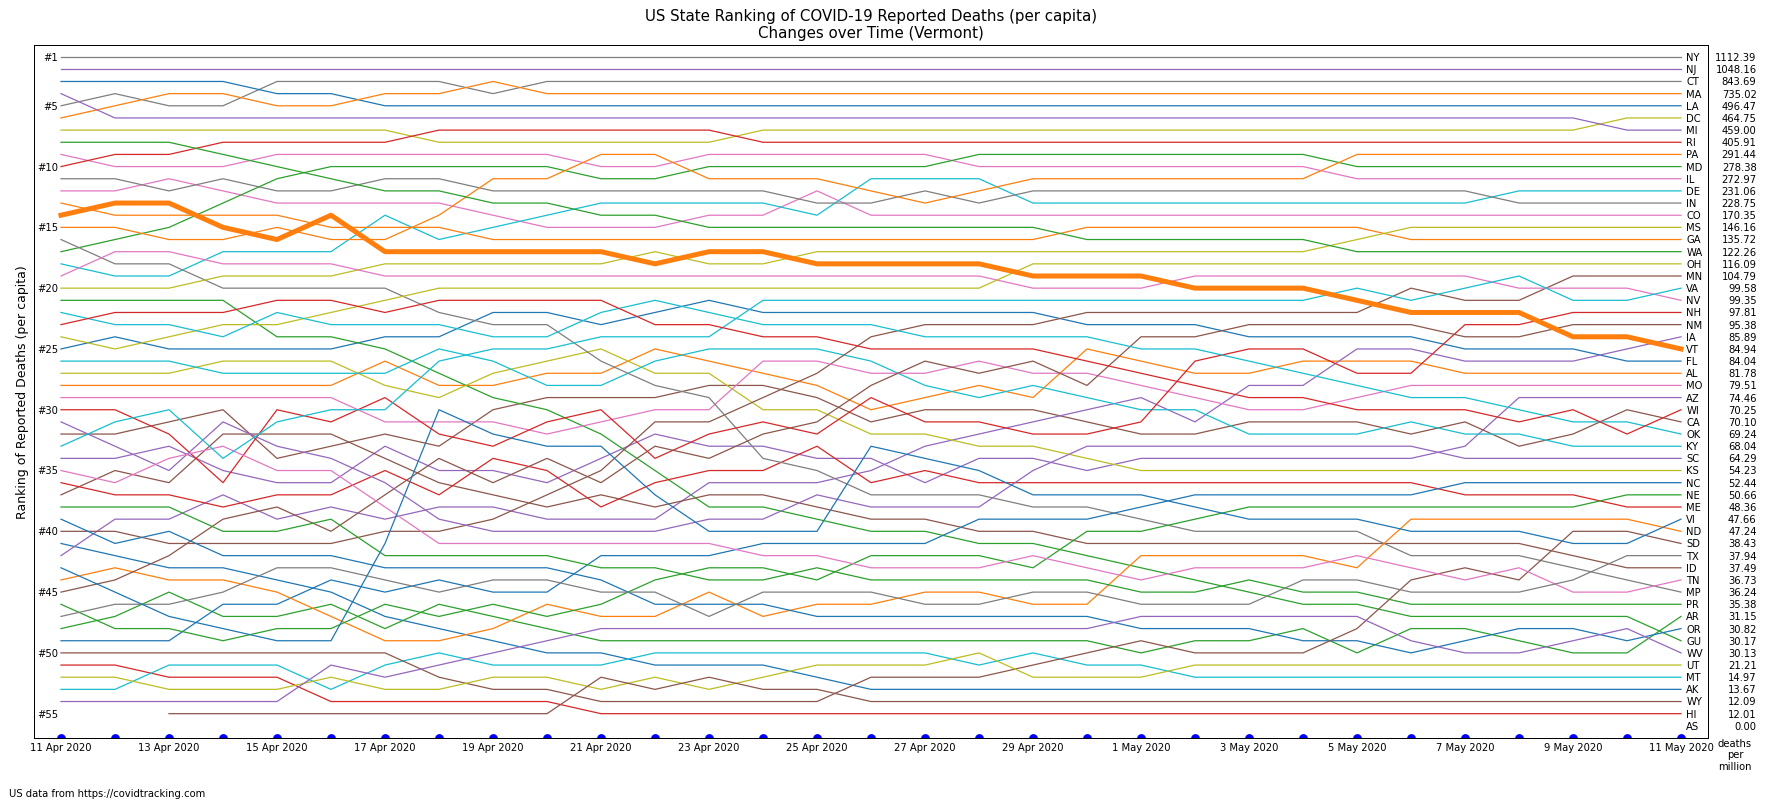 US State Ranking of COVID-19 Reported Deaths (per capita)
Changes over Time (Vermont)
Ranking of Reported Deaths (per capita)
#1
#5
#10
#15
#20
#25
#30
#35
#40
#45
#50
#55
NY 1112.39
NJ 1048.16
CT 843.69
MA 735.02
LA 496.47
DC 464.75
MI 459.00
RI 405.91
PA 291.44
MD 278.38
IL 272.97
DE 231.06
IN 228.75
CO 170.35
MS 146.16
GA 135.72
WA 122.26
OH 116.09
MN 104.79
VA 99.58
NV 99.35
NH 97.81
NM 95.38
IA 85.89
VT 84.94
FL 84.04
AL 81.78
MO 79.51
AZ 74.46
WI 70.25
CA 70.10
OK 69.24
KY 68.04
SC 64.29
KS 54.23
NC 52.44
NE 50.66
ME 48.36
VI 47.66
ND 47.24
SD 38.43
TX 37.94
ID 37.49
TN 36.73
MP 36.24
PR 35.38
AR 31.15
OR 30.82
GU 30.17
WV 30.13
UT 21.21
MT 14.97
AK 13.67
WY 12.09
HI 12.01
AS 0.00
11 Apr 2020 13 Apr 2020 15 Apr 2020 17 Apr 2020 19 Apr 2020 21 Apr 2020 23 Apr 2020 25 Apr 2020 27 Apr 2020 29 Apr 2020 1 May 2020 3 May 2020 5 May 2020 7 May 2020 9 May 2020 11 May 2020
deaths
per
million
US data from https://covidtracking.com